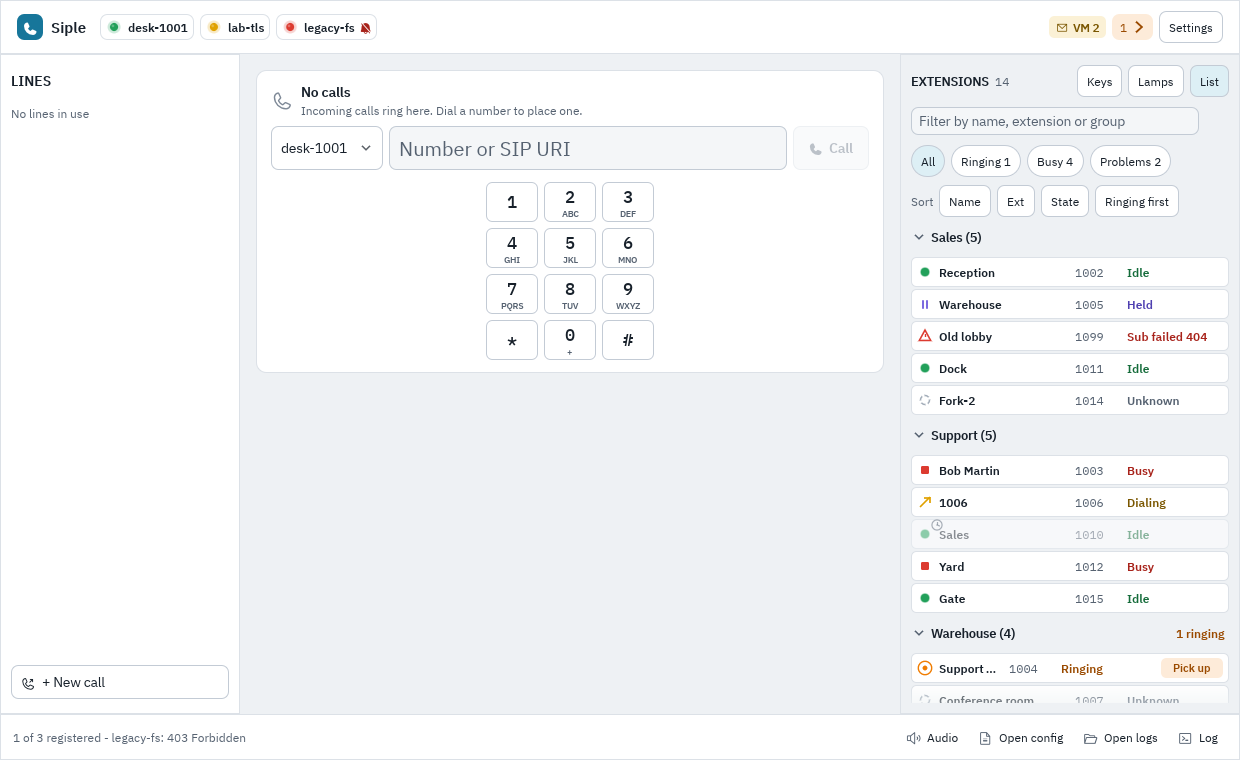 Siple
desk-1001
lab-tls
legacy-fs
VM 2
1
Settings
LINES
No lines in use
+ New call
No calls
Incoming calls ring here. Dial a number to place one.
desk-1001
Number or SIP URI
Call
1
2
ABC
3
DEF
4
GHI
5
JKL
6
MNO
7
PQRS
8
TUV
9
WXYZ
*
0
+
#
EXTENSIONS 14
Keys
Lamps
List
Filter by name, extension or group
All
Ringing 1
Busy 4
Problems 2
Sort
Name
Ext
State
Ringing first
Sales (5)
Reception 1002 Idle
Warehouse 1005 Held
Old lobby 1099 Sub failed 404
Dock 1011 Idle
Fork-2 1014 Unknown
Support (5)
Bob Martin 1003 Busy
1006 1006 Dialing
Sales 1010 Idle
Yard 1012 Busy
Gate 1015 Idle
Warehouse (4) 1 ringing
Support ... 1004 Ringing Pick up
Conference room 1007 Unknown
1 of 3 registered - legacy-fs: 403 Forbidden
Audio
Open config
Open logs
Log